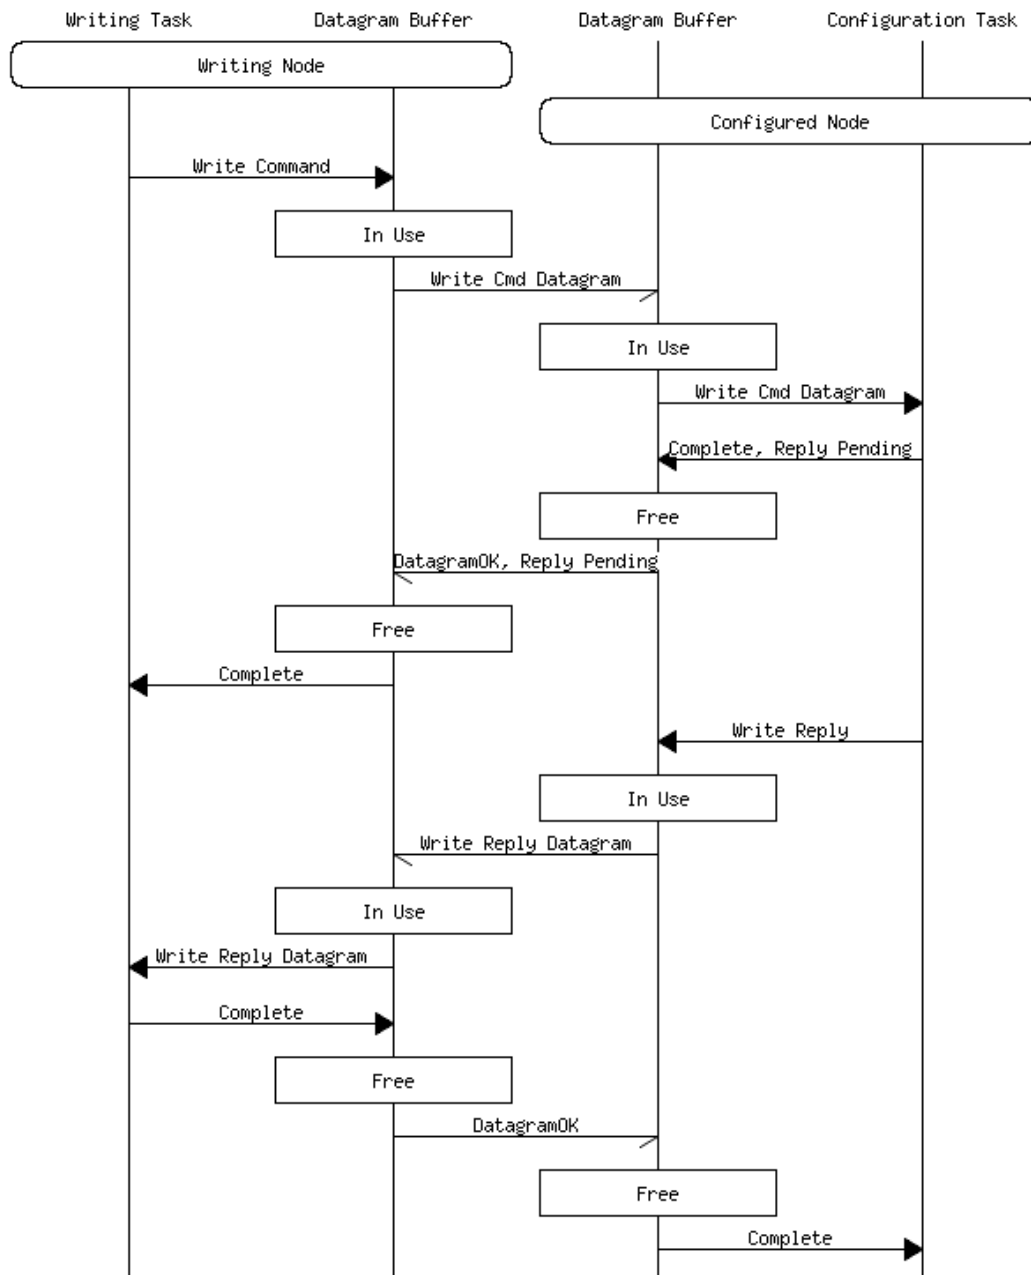 Writing Task
Datagram Buffer
Datagram Buffer
Configuration Task
Writing Node
Configured Node
Write Command
In Use
Write Cmd Datagram
In Use
Write Cmd Datagram
Complete, Reply Pending
Free
DatagramOK, Reply Pending
Free
Complete
Write Reply
In Use
Write Reply Datagram
In Use
Write Reply Datagram
Complete
Free
DatagramOK
Free
Complete